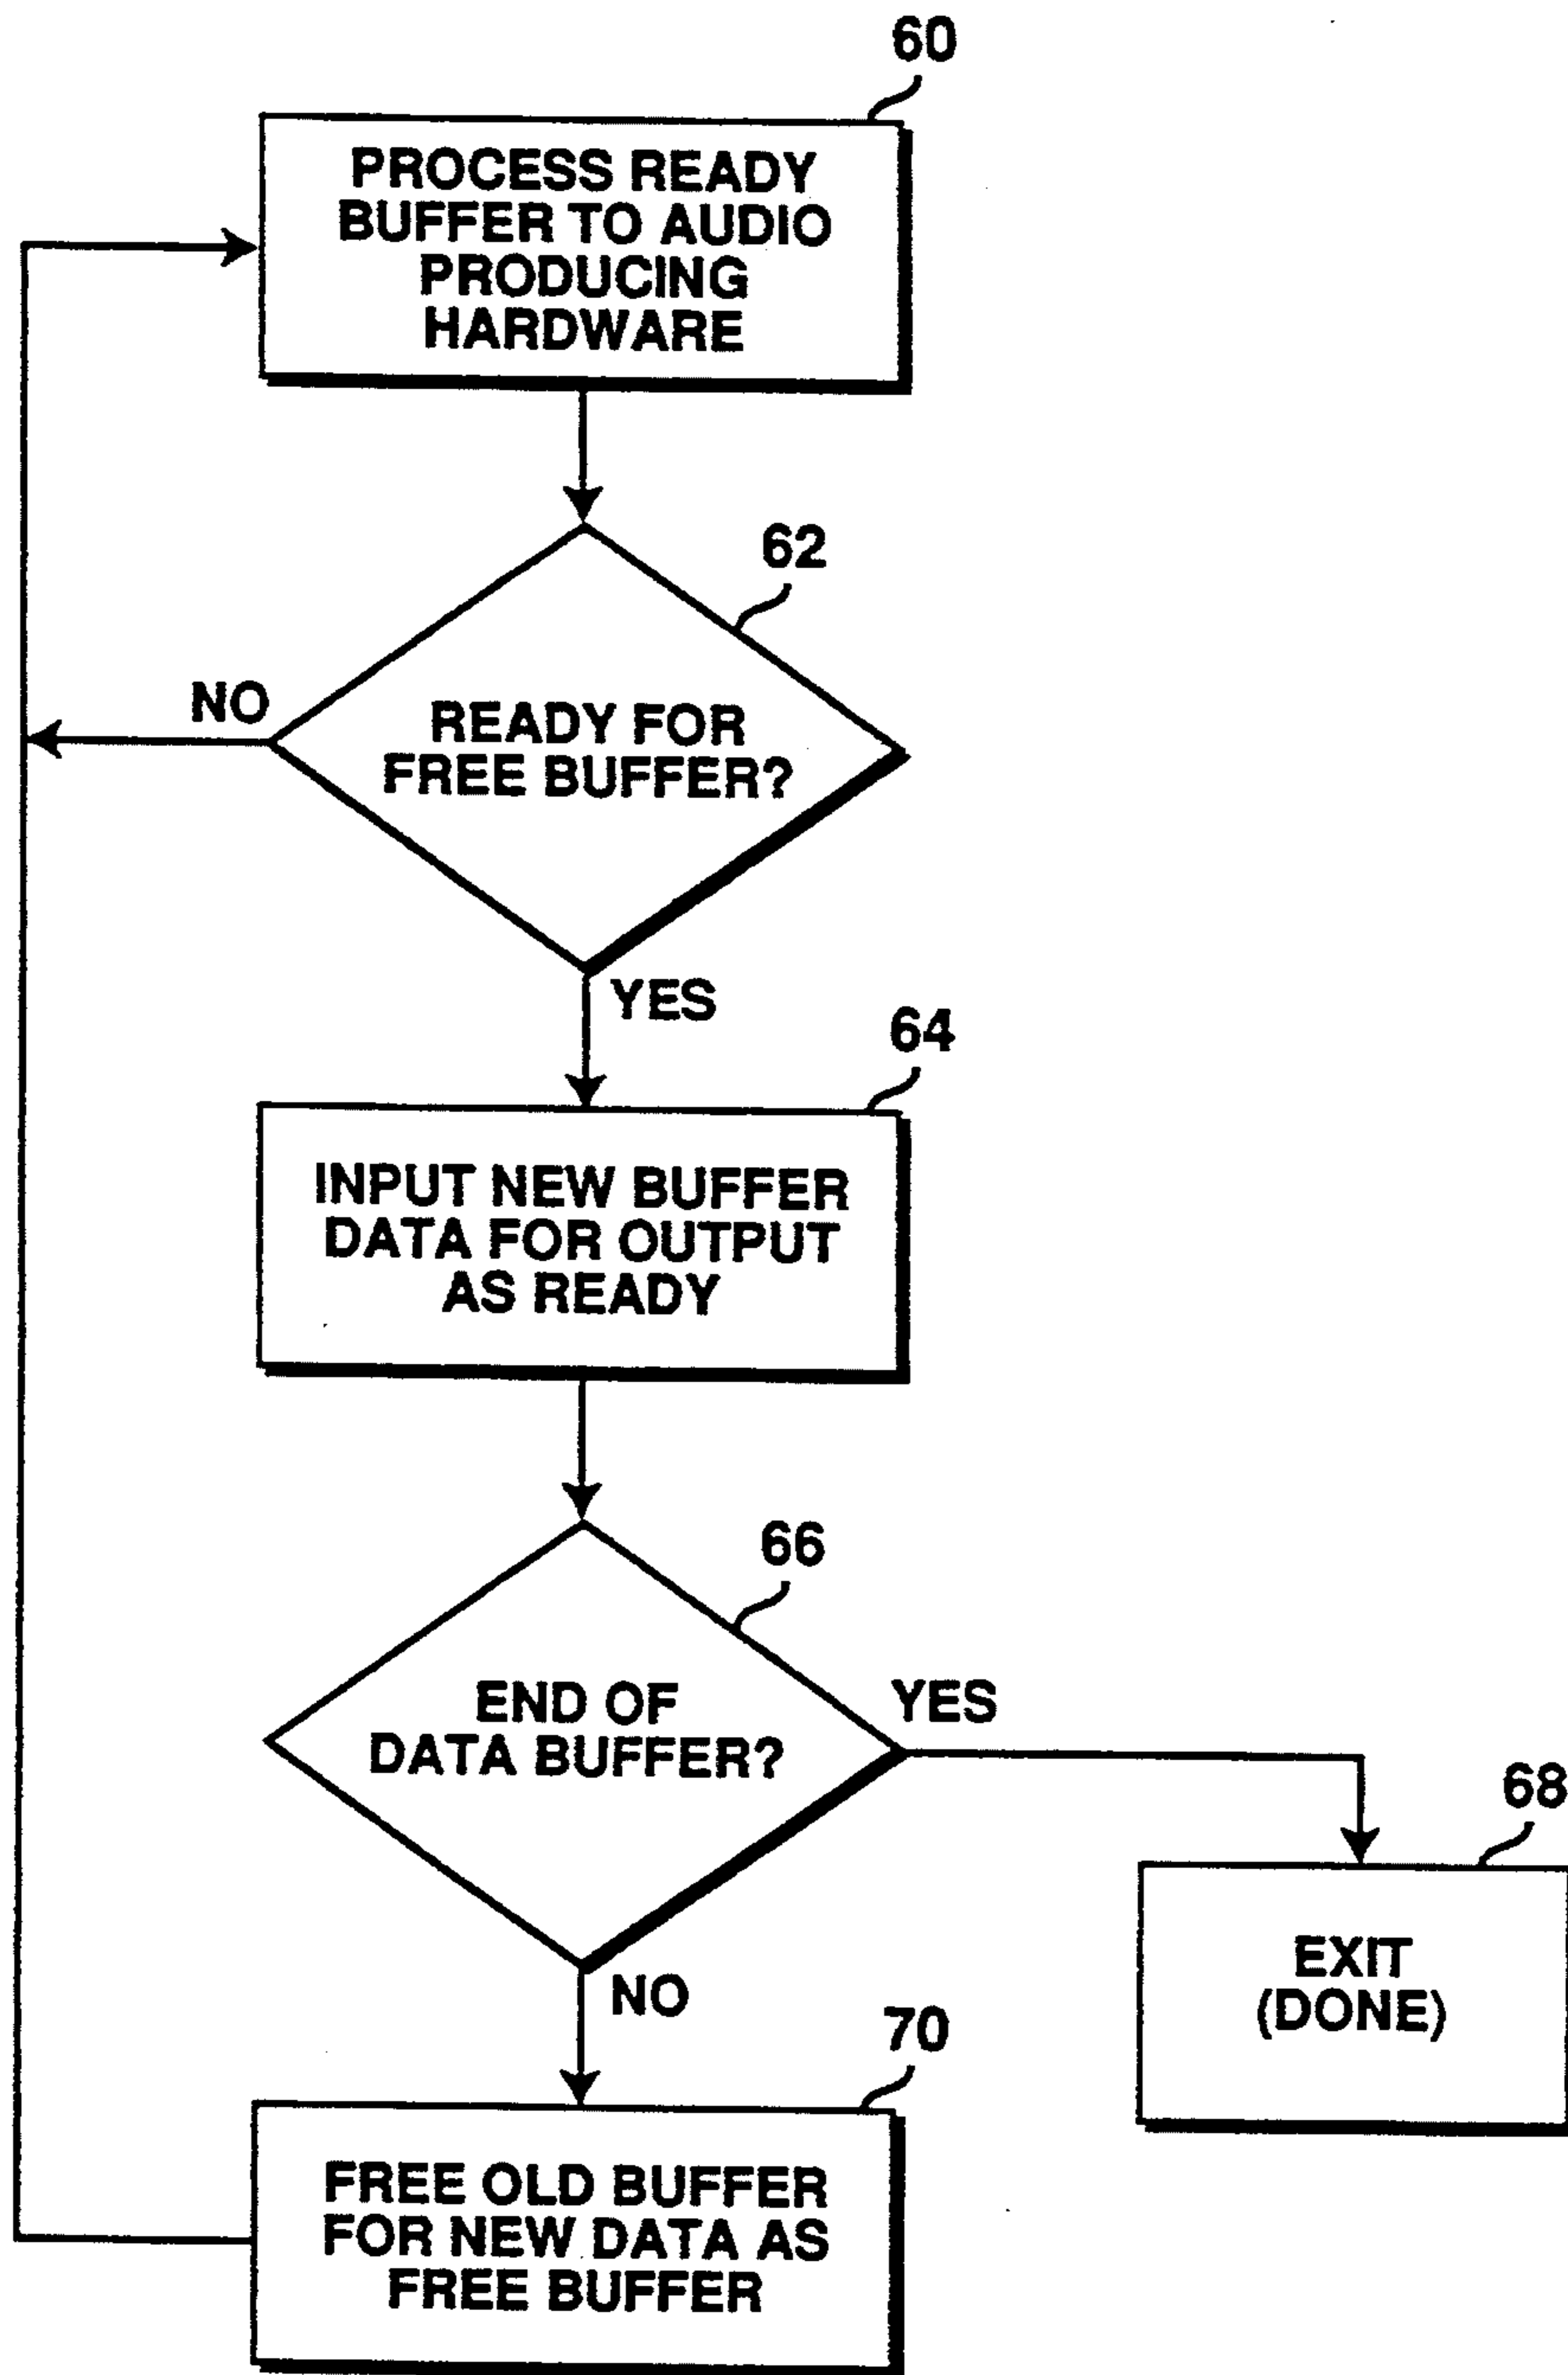 60
PROCESS READY
BUFFER TO AUDIO
PRODUCING
HARDWARE
62
NO
READY FOR
FREE BUFFER?
YES
64
INPUT NEW BUFFER
DATA FOR OUTPUT
AS READY
66
END OF
DATA BUFFER?
YES
68
EXIT
(DONE)
NO
70
FREE OLD BUFFER
FOR NEW DATA AS
FREE BUFFER